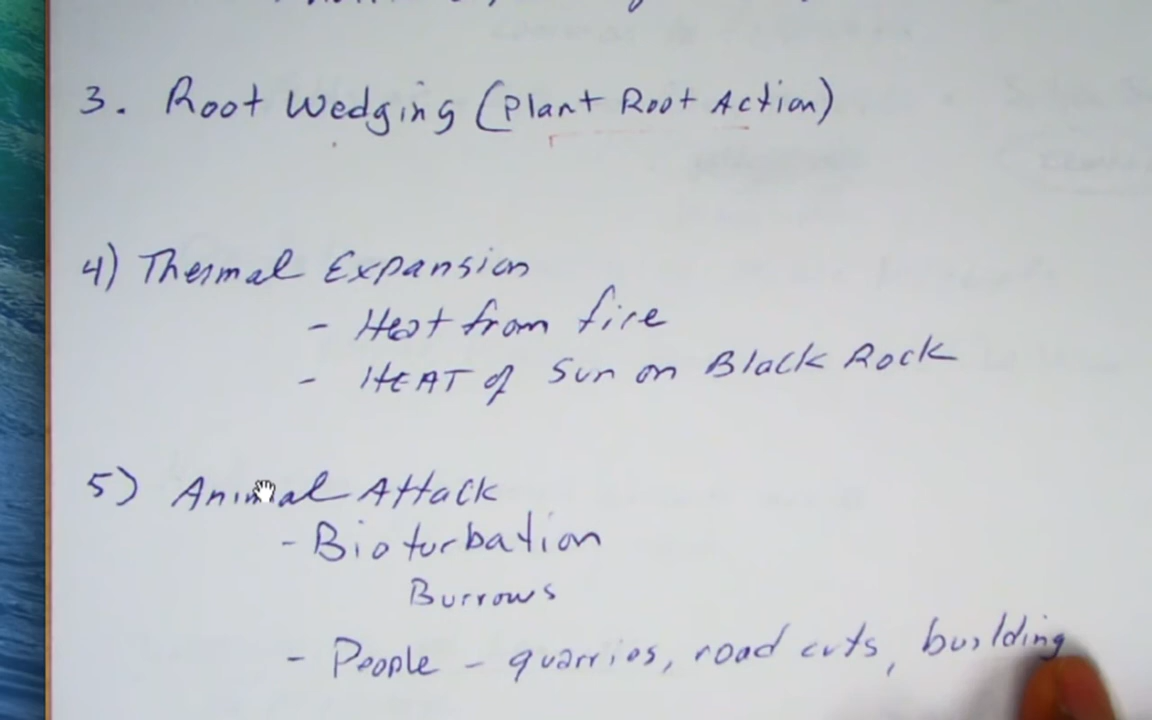 3. Root Wedging (Plant Root Action)
4) Thermal Expansion
- Heat from fire
- HEAT of Sun on Black Rock
5) Animal Attack
- Bioturbation
Burrows
- People - quarries, road cuts, building